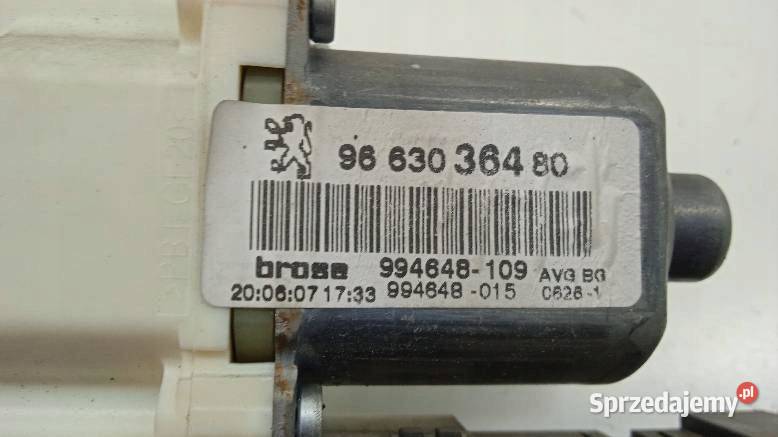 96 630 364 80
brose 994648-109 AVG BG
20:06:07 17:33 994648-015 C626-1
Sprzedajemy.pl